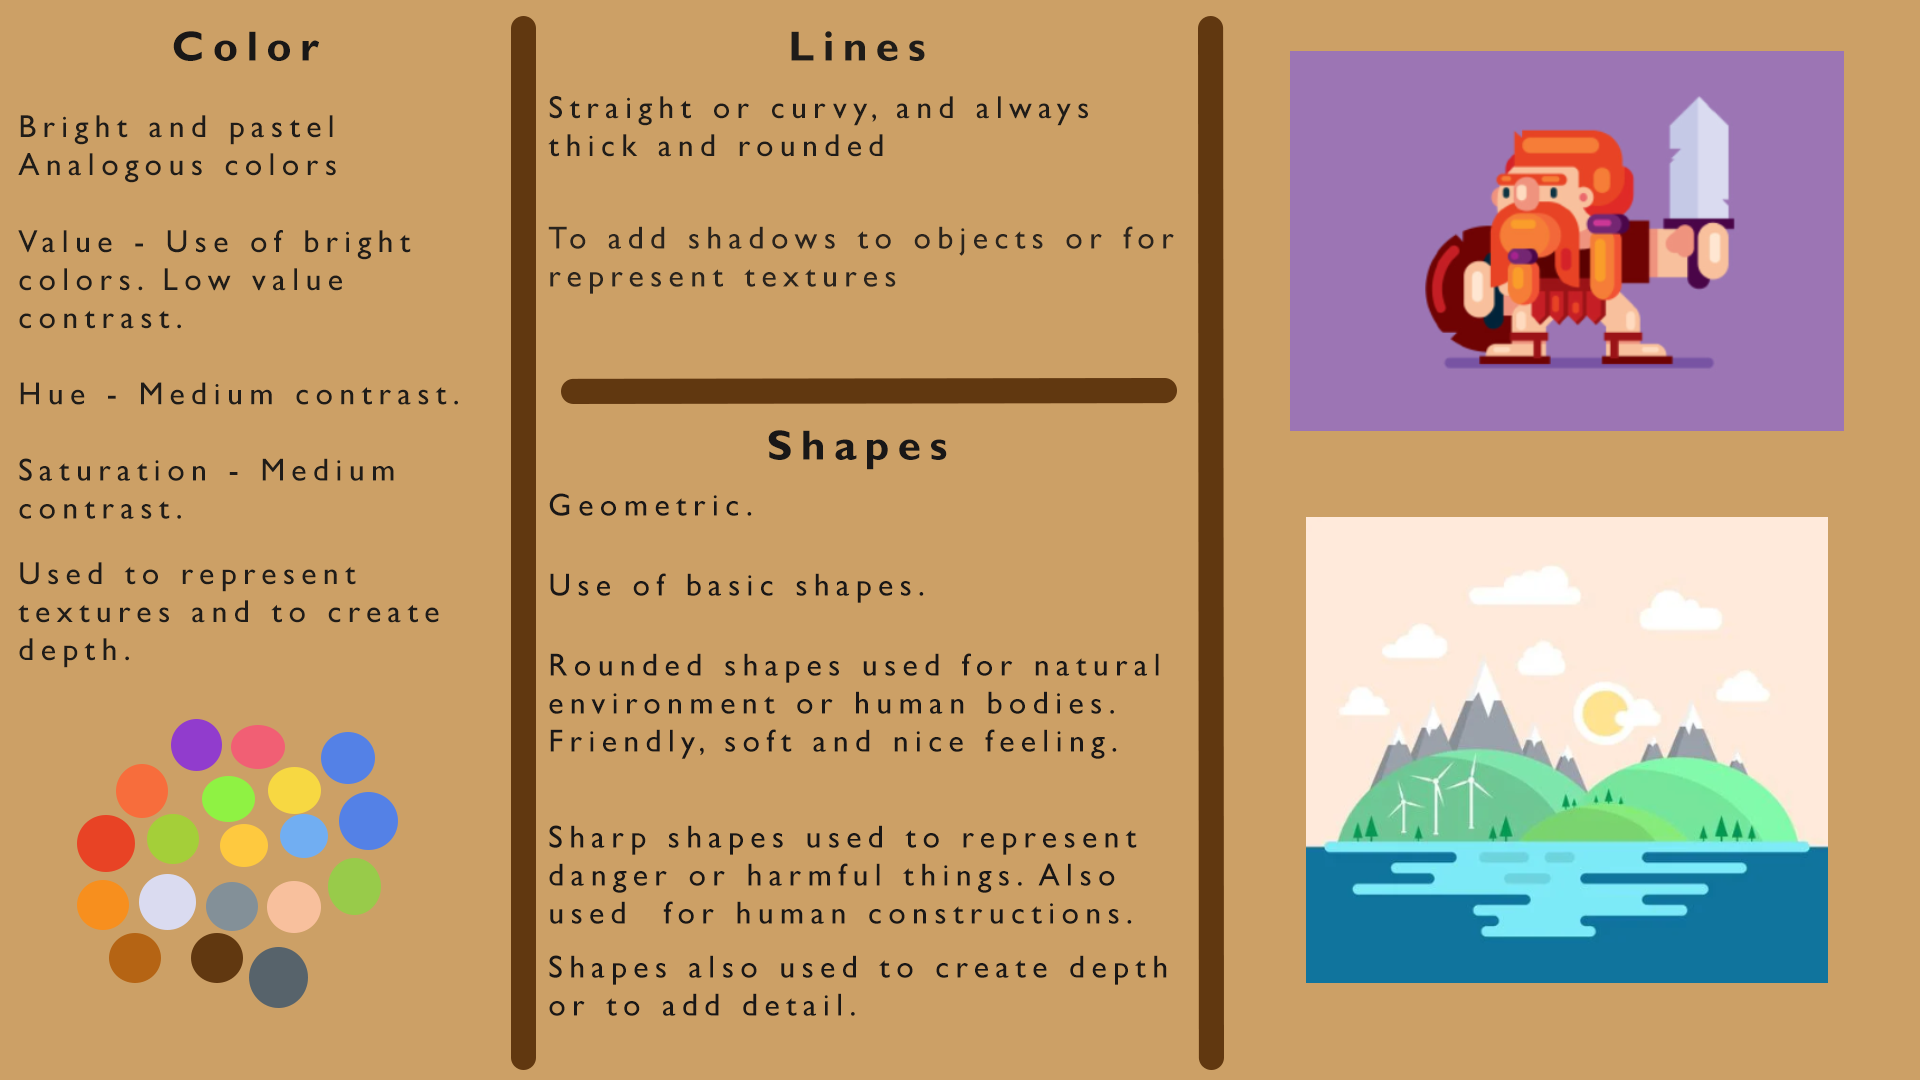 Color
Bright and pastel
Analogous colors
Value - Use of bright
colors. Low value
contrast.
Hue - Medium contrast.
Saturation - Medium
contrast.
Used to represent
textures and to create
depth.
Lines
Straight or curvy, and always
thick and rounded
To add shadows to objects or for
represent textures
Shapes
Geometric.
Use of basic shapes.
Rounded shapes used for natural
environment or human bodies.
Friendly, soft and nice feeling.
Sharp shapes used to represent
danger or harmful things. Also
used  for human constructions.
Shapes also used to create depth
or to add detail.